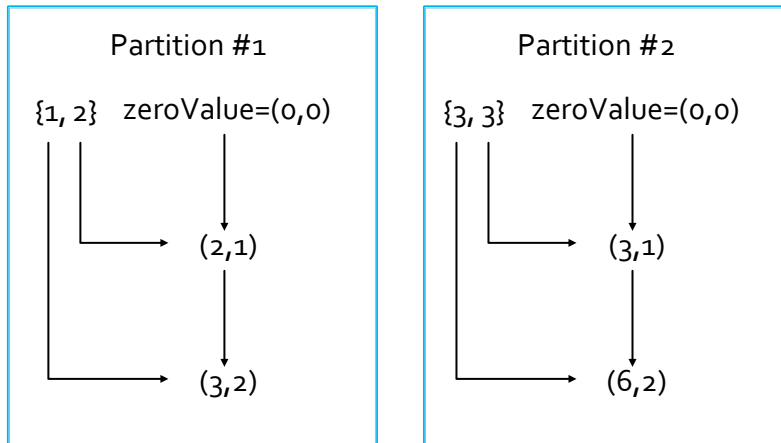 Partition #1
{1, 2} zeroValue=(0,0)
(2,1)
(3,2)
Partition #2
{3, 3} zeroValue=(0,0)
(3,1)
(6,2)